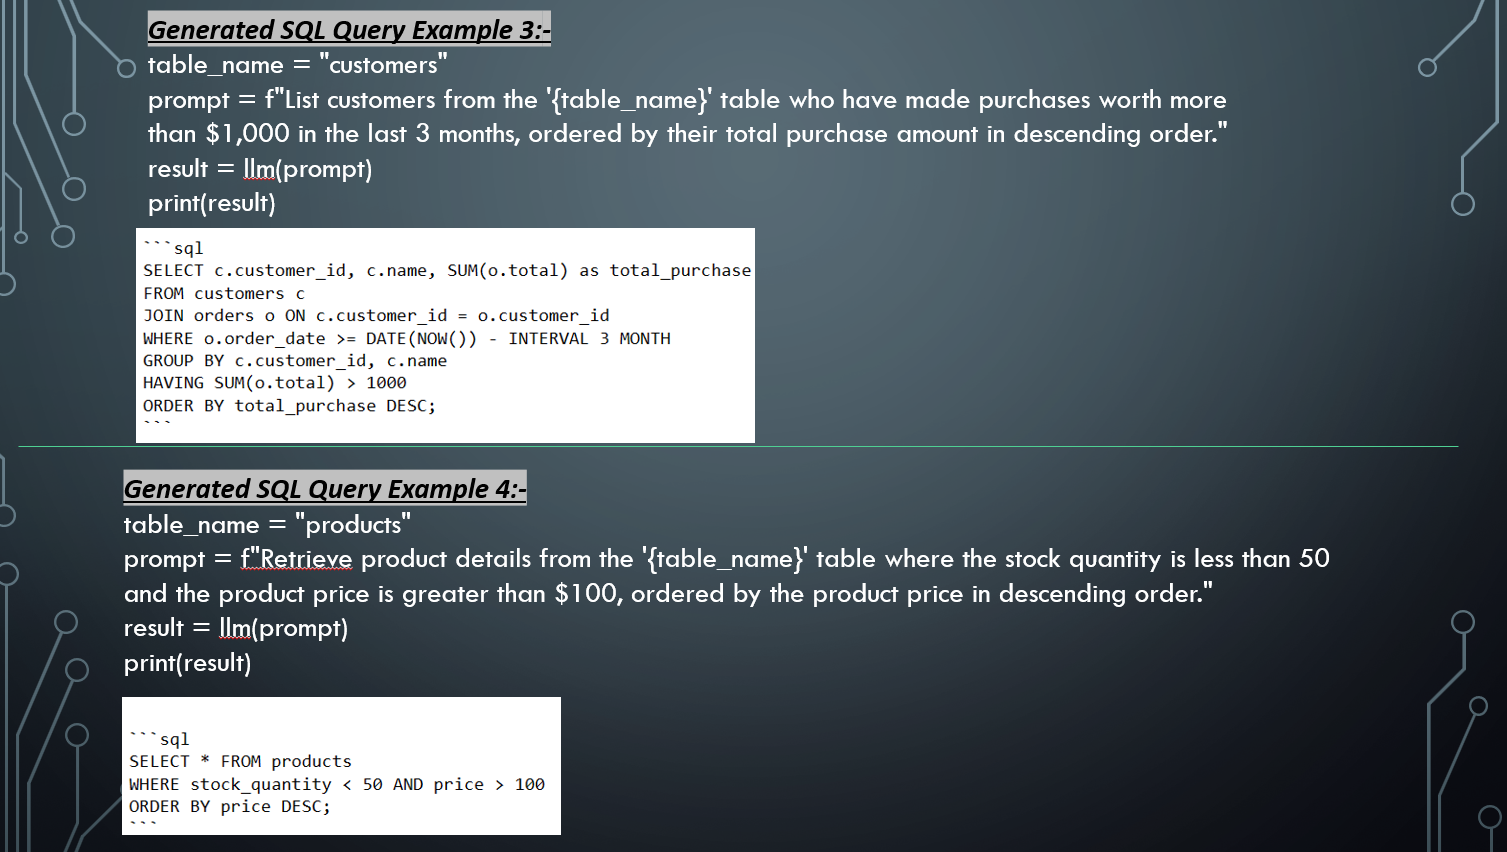 Generated SQL Query Example 3:-
table_name = "customers"
prompt = f"List customers from the '{table_name}' table who have made purchases worth more
than $1,000 in the last 3 months, ordered by their total purchase amount in descending order."
result = llm(prompt)
print(result)
```sql
SELECT c.customer_id, c.name, SUM(o.total) as total_purchase
FROM customers c
JOIN orders o ON c.customer_id = o.customer_id
WHERE o.order_date >= DATE(NOW()) - INTERVAL 3 MONTH
GROUP BY c.customer_id, c.name
HAVING SUM(o.total) > 1000
ORDER BY total_purchase DESC;
```
Generated SQL Query Example 4:-
table_name = "products"
prompt = f"Retrieve product details from the '{table_name}' table where the stock quantity is less than 50
and the product price is greater than $100, ordered by the product price in descending order."
result = llm(prompt)
print(result)
```sql
SELECT * FROM products
WHERE stock_quantity < 50 AND price > 100
ORDER BY price DESC;
```